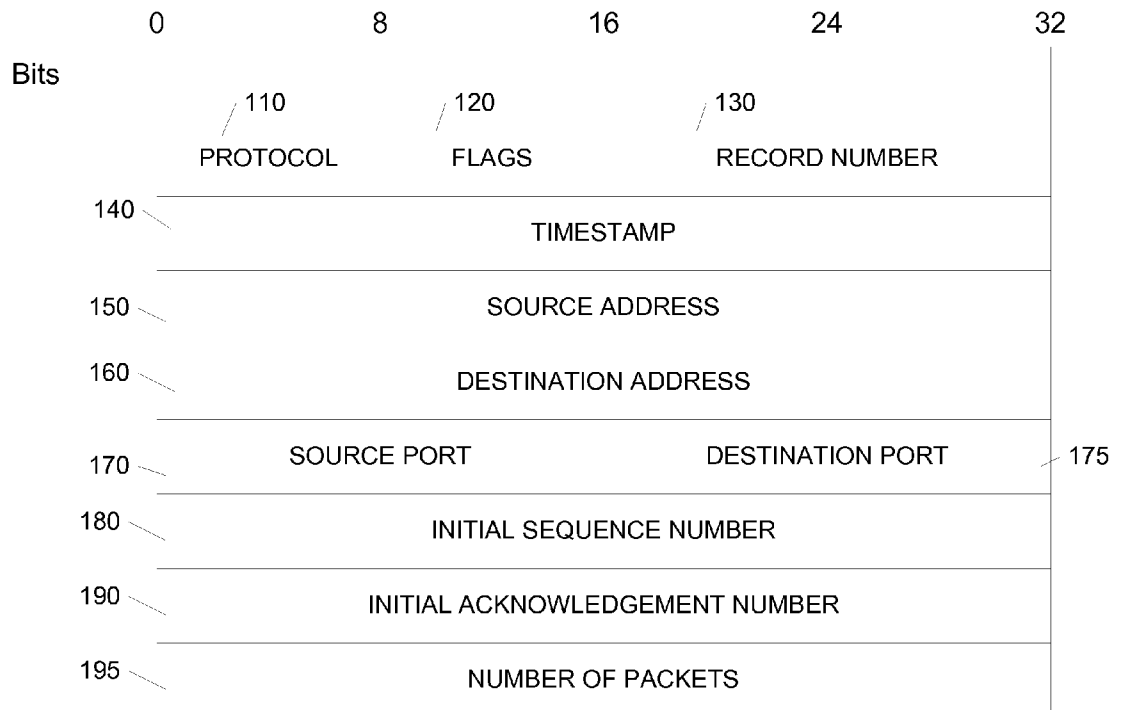 0 8 16 24 32
Bits
110 120 130
PROTOCOL FLAGS RECORD NUMBER
140
TIMESTAMP
150 SOURCE ADDRESS
160 DESTINATION ADDRESS
170 SOURCE PORT DESTINATION PORT 175
180 INITIAL SEQUENCE NUMBER
190 INITIAL ACKNOWLEDGEMENT NUMBER
195 NUMBER OF PACKETS